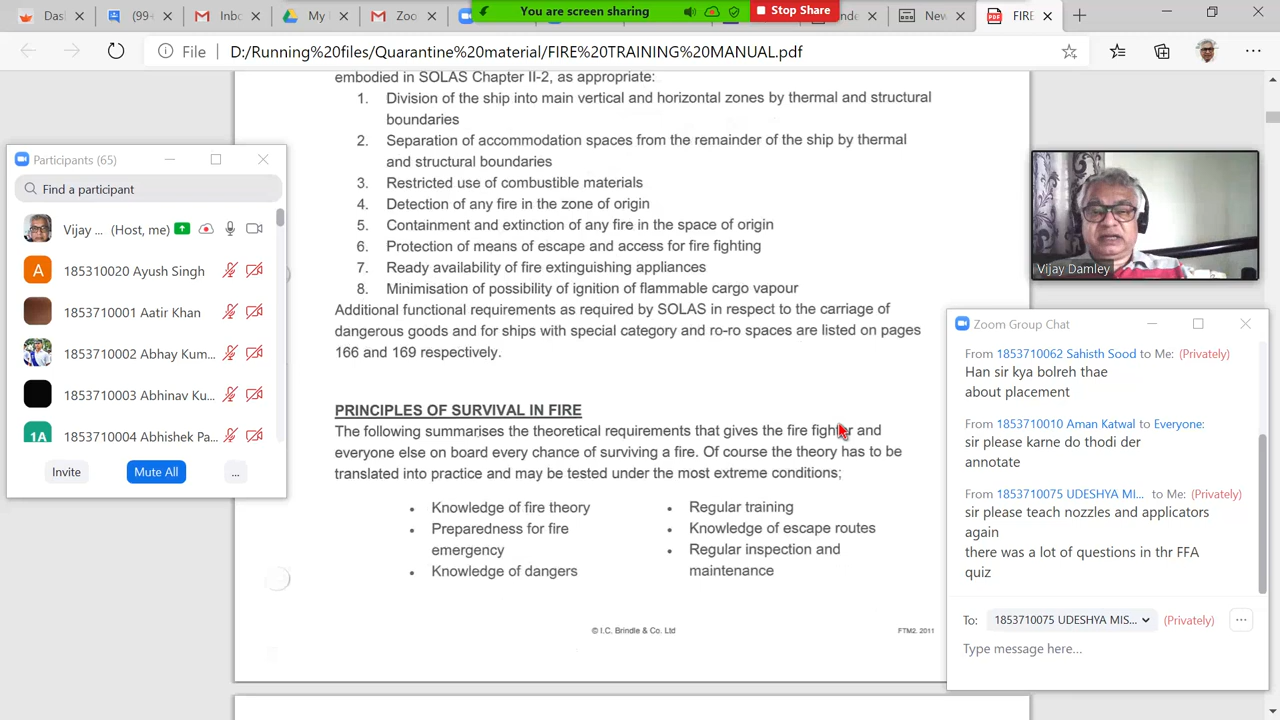 Das
(99
Inbo
My
Zoo
You are screen sharing
Stop Share
nde
New
FIRE
File
D:/Running%20files/Quarantine%20material/FIRE%20TRAINING%20MANUAL.pdf
embodied in SOLAS Chapter II-2, as appropriate:
1. Division of the ship into main vertical and horizontal zones by thermal and structural
boundaries
2. Separation of accommodation spaces from the remainder of the ship by thermal
and structural boundaries
3. Restricted use of combustible materials
4. Detection of any fire in the zone of origin
5. Containment and extinction of any fire in the space of origin
6. Protection of means of escape and access for fire fighting
7. Ready availability of fire extinguishing appliances
8. Minimisation of possibility of ignition of flammable cargo vapour
Additional functional requirements as required by SOLAS in respect to the carriage of
dangerous goods and for ships with special category and ro-ro spaces are listed on pages
166 and 169 respectively.
PRINCIPLES OF SURVIVAL IN FIRE
The following summarises the theoretical requirements that gives the fire fighter and
everyone else on board every chance of surviving a fire. Of course the theory has to be
translated into practice and may be tested under the most extreme conditions;
• Knowledge of fire theory
• Preparedness for fire
emergency
• Knowledge of dangers
• Regular training
• Knowledge of escape routes
• Regular inspection and
maintenance
© I.C. Brindle & Co. Ltd
FTM2. 2011
Participants (65)
Find a participant
Vijay ... (Host, me)
A
185310020 Ayush Singh
1853710001 Aatir Khan
1853710002 Abhay Kum...
1853710003 Abhinav Ku...
1A
1853710004 Abhishek Pa...
Invite
Mute All
...
Vijay Damley
Zoom Group Chat
From 1853710062 Sahisth Sood to Me: (Privately)
Han sir kya bolreh thae
about placement
From 1853710010 Aman Katwal to Everyone:
sir please karne do thodi der
annotate
From 1853710075 UDESHYA MI... to Me: (Privately)
sir please teach nozzles and applicators
again
there was a lot of questions in thr FFA
quiz
To: 1853710075 UDESHYA MIS... (Privately)
Type message here...